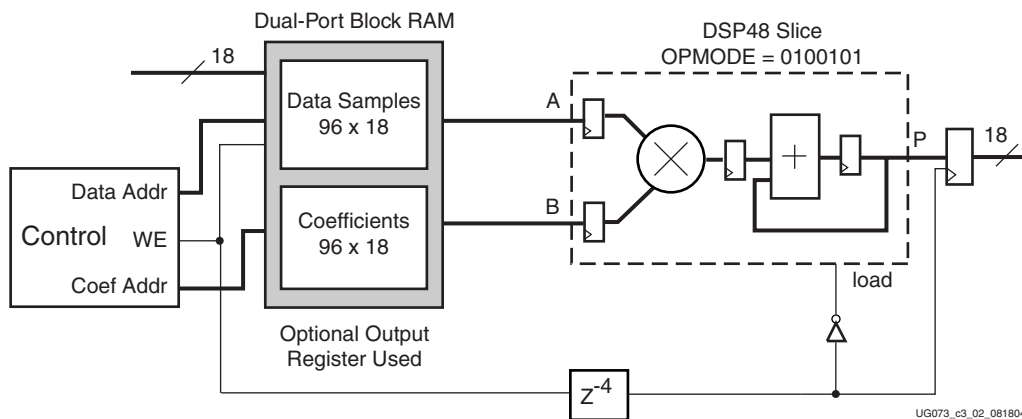 Dual-Port Block RAM
DSP48 Slice
OPMODE = 0100101
18
Data Samples
96 x 18
A
P
18
Data Addr
Control
WE
Coef Addr
Coefficients
96 x 18
B
load
Optional Output
Register Used
Z-4
UG073_c3_02_081804